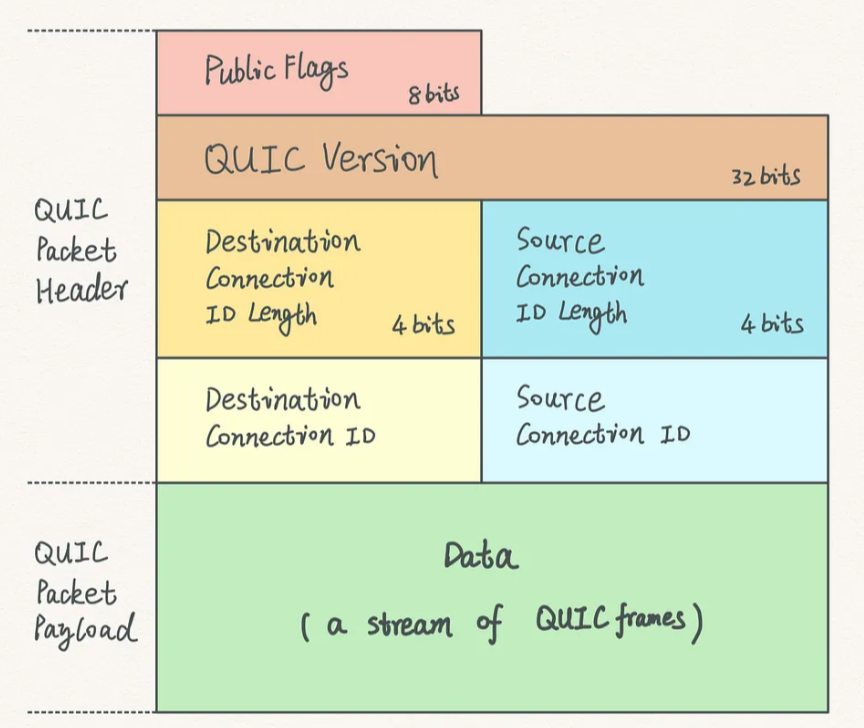 Public Flags
8 bits
QUIC Version
32 bits
QUIC
Packet
Header
Destination
Connection
ID Length
4 bits
Source
Connection
ID Length
4 bits
Destination
Connection ID
Source
Connection ID
QUIC
Packet
Payload
Data
(a stream of QUIC frames)